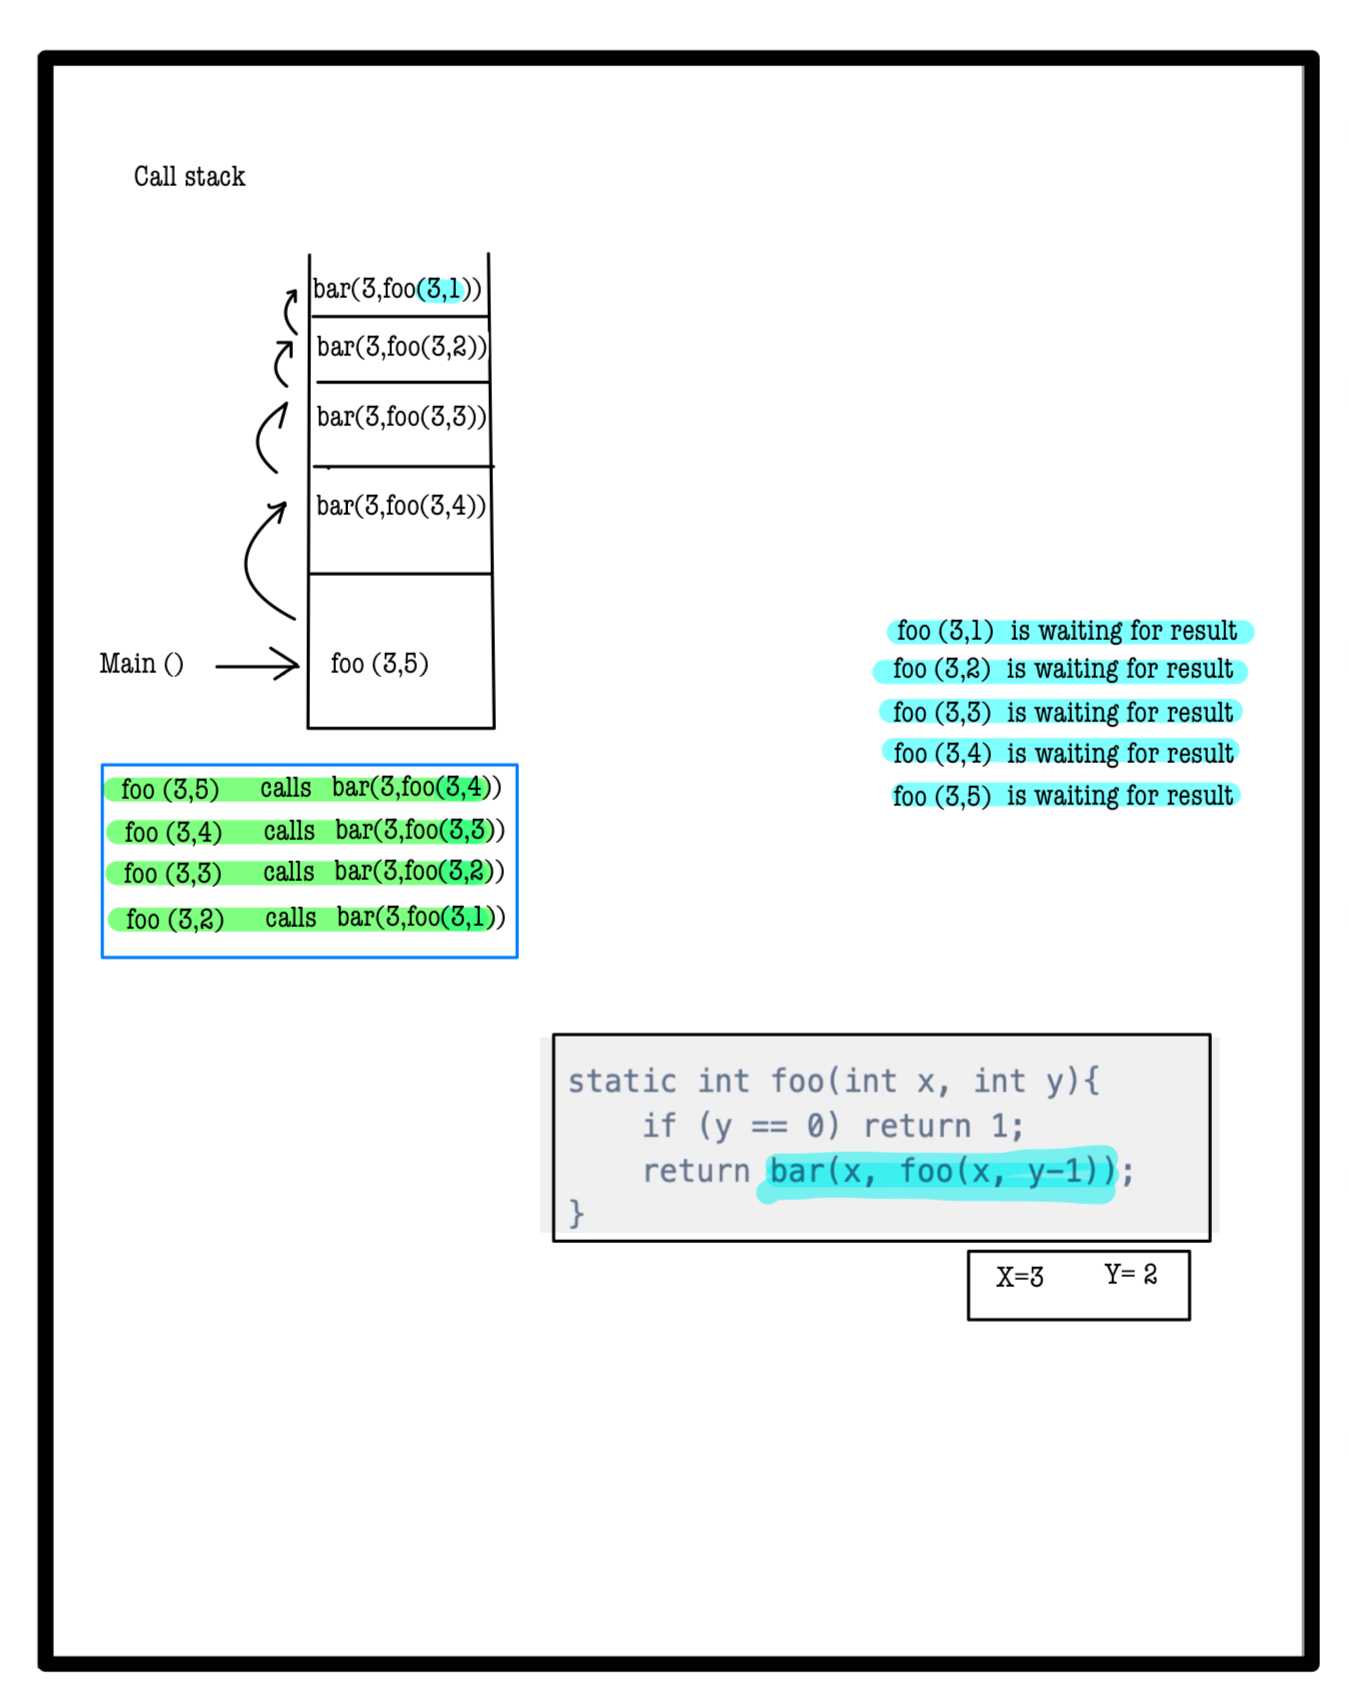 Call stack
bar(3,foo(3,1))
bar(3,foo(3,2))
bar(3,foo(3,3))
bar(3,foo(3,4))
Main () foo (3,5)
foo (3,1) is waiting for result
foo (3,2) is waiting for result
foo (3,3) is waiting for result
foo (3,4) is waiting for result
foo (3,5) is waiting for result
foo (3,5) calls bar(3,foo(3,4))
foo (3,4) calls bar(3,foo(3,3))
foo (3,3) calls bar(3,foo(3,2))
foo (3,2) calls bar(3,foo(3,1))
static int foo(int x, int y){
if (y == 0) return 1;
return bar(x, foo(x, y-1));
}
X=3 Y= 2